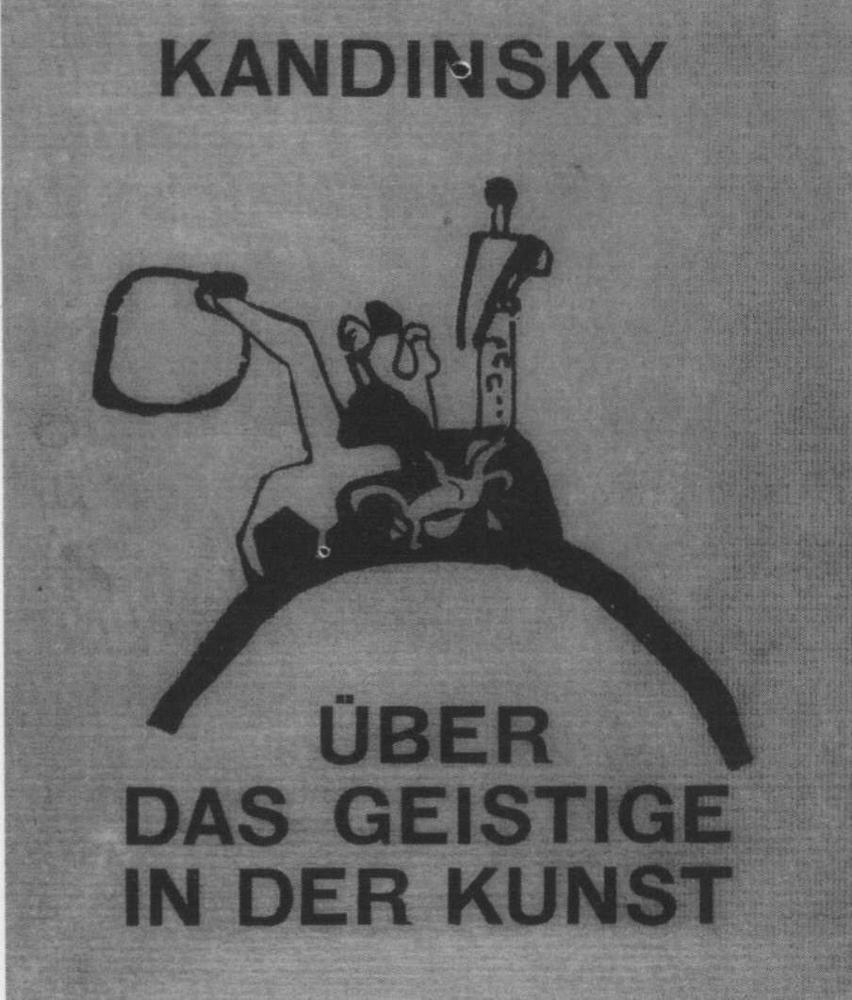 KANDINSKY
ÜBER
DAS GEISTIGE
IN DER KUNST